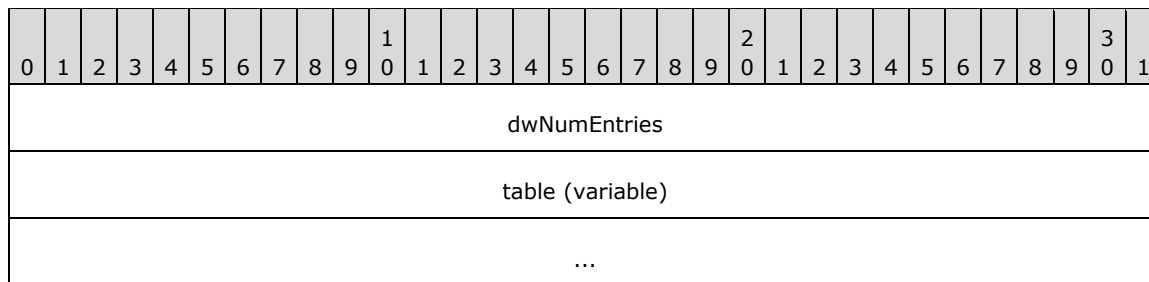 1 2 3
0 1 2 3 4 5 6 7 8 9 0 1 2 3 4 5 6 7 8 9 0 1 2 3 4 5 6 7 8 9 0 1
dwNumEntries
table (variable)
...